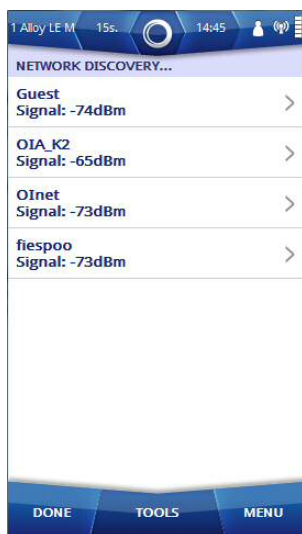 1 Alloy LE M 15s. 14:45
NETWORK DISCOVERY...
Guest
Signal: -74dBm
OIA_K2
Signal: -65dBm
OInet
Signal: -73dBm
fiespoo
Signal: -73dBm
DONE TOOLS MENU